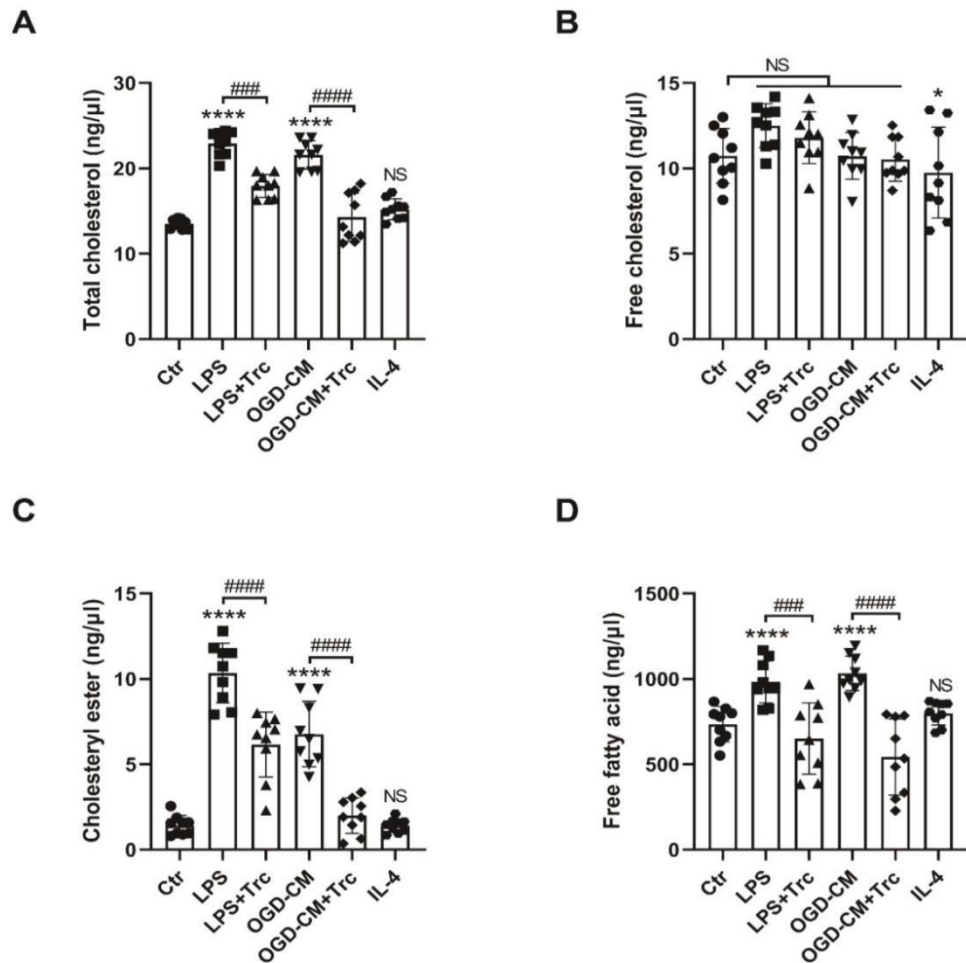 A
Total cholesterol (ng/μl)
30
20
10
0
****
###
****
####
NS
Ctr
LPS
LPS+Trc
OGD-CM
OGD-CM+Trc
IL-4
B
Free cholesterol (ng/μl)
15
10
5
0
NS
*
Ctr
LPS
LPS+Trc
OGD-CM
OGD-CM+Trc
IL-4
C
Cholesteryl ester (ng/μl)
15
10
5
0
****
####
****
####
NS
Ctr
LPS
LPS+Trc
OGD-CM
OGD-CM+Trc
IL-4
D
Free fatty acid (ng/μl)
1500
1000
500
0
****
###
****
####
NS
Ctr
LPS
LPS+Trc
OGD-CM
OGD-CM+Trc
IL-4